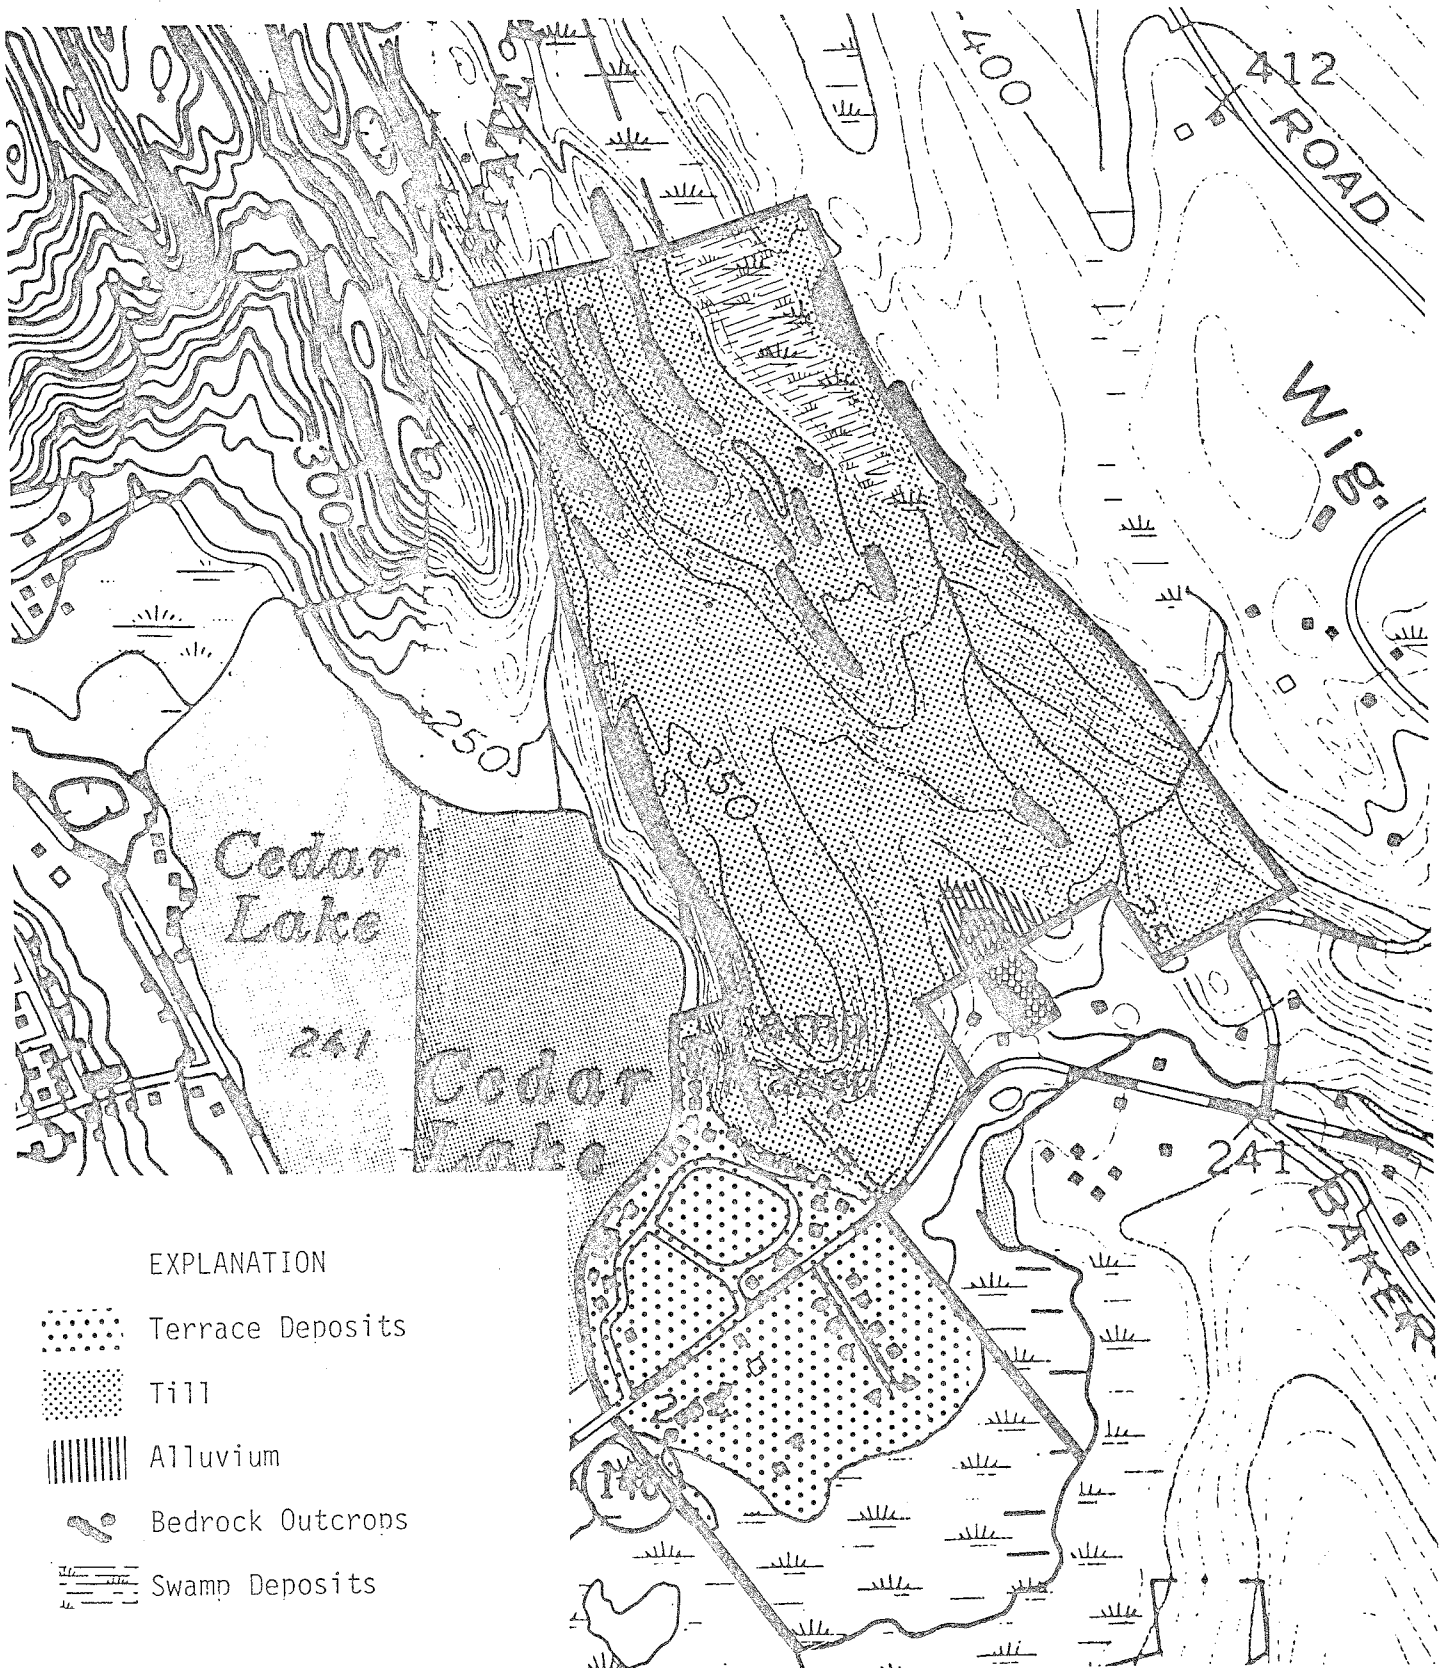 400
412
ROAD
Wig
300
250
350
Cedar
Lake
241
Cedar
Lake
241
BAKER
EXPLANATION
Terrace Deposits
Till
Alluvium
Bedrock Outcrops
Swamp Deposits